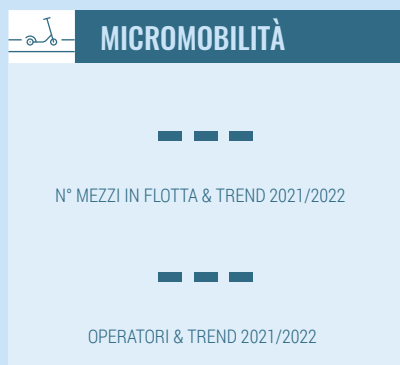 MICROMOBILITÀ
---
N° MEZZI IN FLOTTA & TREND 2021/2022
---
OPERATORI & TREND 2021/2022